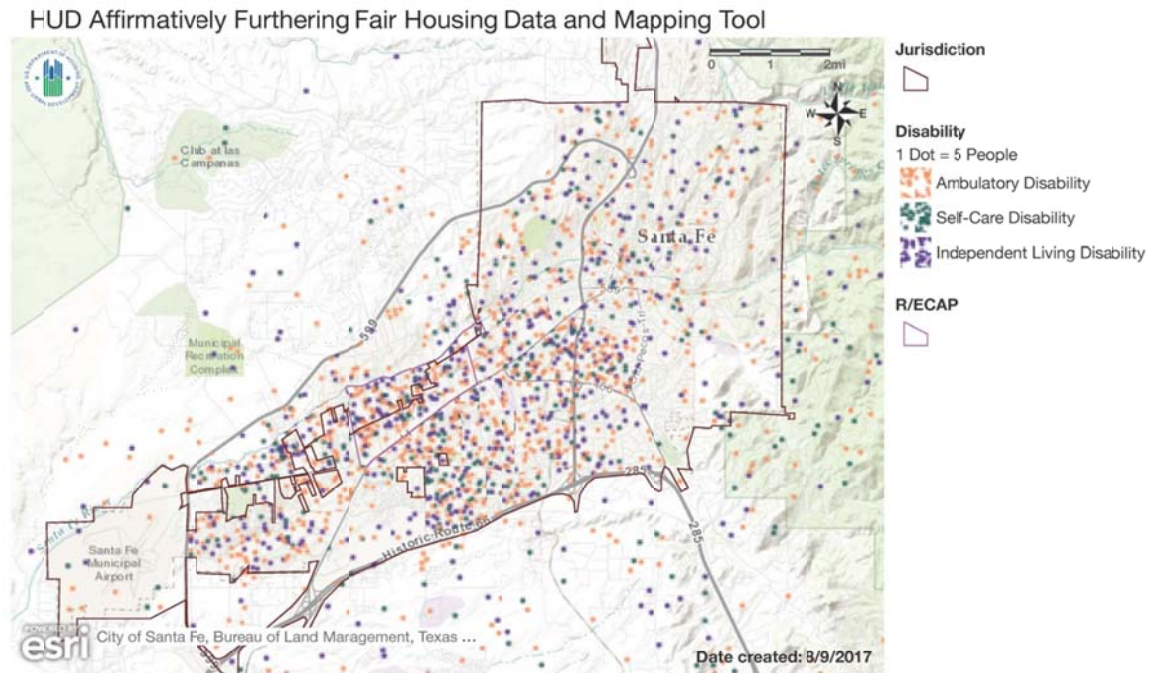 HUD Affirmatively Furthering Fair Housing Data and Mapping Tool
0 1 2mi
N
W E
S
Club at las
Campanas
Santa Fe
599
Municipal
Recreation
Complex
285
Historic Route 66
285
Santa Fe
Municipal
Airport
POWERED BY
esri
City of Santa Fe, Bureau of Land Management, Texas ...
Date created: 8/9/2017
Jurisdiction
Disability
1 Dot = 5 People
Ambulatory Disability
Self-Care Disability
Independent Living Disability
R/ECAP